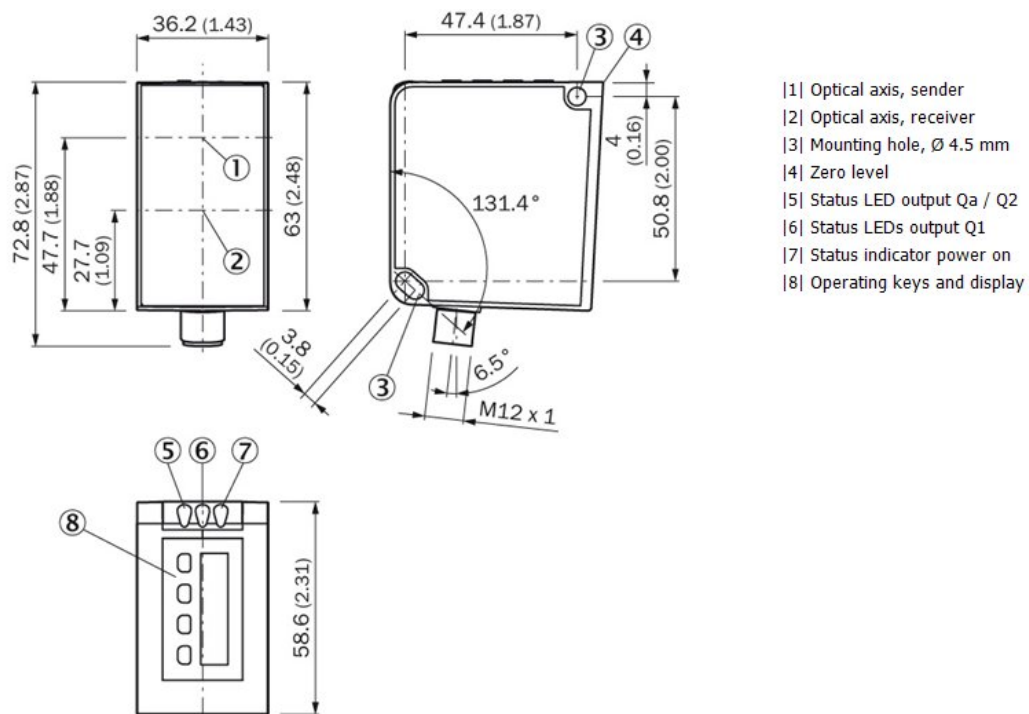 36.2 (1.43)
72.8 (2.87)
47.7 (1.88)
27.7
(1.09)
①
②
63 (2.48)
47.4 (1.87)
③ ④
4
(0.16)
50.8 (2.00)
131.4°
3.8
(0.15)
③
6.5°
M12 x 1
|1| Optical axis, sender
|2| Optical axis, receiver
|3| Mounting hole, Ø 4.5 mm
|4| Zero level
|5| Status LED output Qa / Q2
|6| Status LEDs output Q1
|7| Status indicator power on
|8| Operating keys and display
⑤ ⑥ ⑦
⑧
58.6 (2.31)